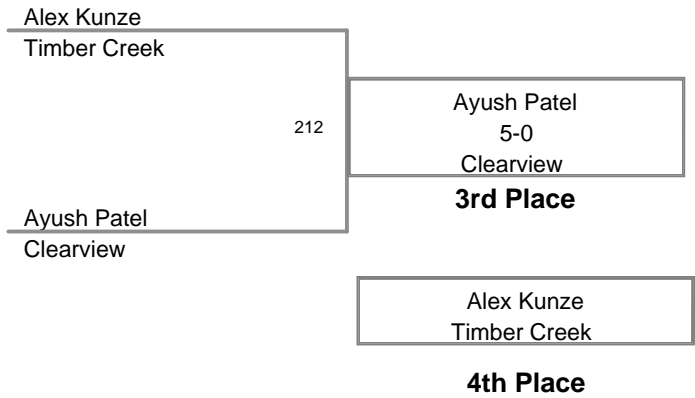 Alex Kunze
Timber Creek
212
Ayush Patel
5-0
Clearview
3rd Place
Ayush Patel
Clearview
Alex Kunze
Timber Creek
4th Place